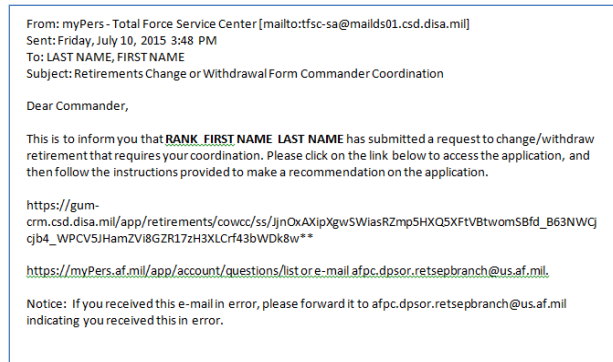 From: myPers - Total Force Service Center [mailto:tfsc-sa@mailds01.csd.disa.mil]
Sent: Friday, July 10, 2015 3:48 PM
To: LAST NAME, FIRST NAME
Subject: Retirements Change or Withdrawal Form Commander Coordination
Dear Commander,
This is to inform you that RANK FIRST NAME LAST NAME has submitted a request to change/withdraw
retirement that requires your coordination. Please click on the link below to access the application, and
then follow the instructions provided to make a recommendation on the application.
https://gum-
crm.csd.disa.mil/app/retirements/cowcc/ss/JjnOxAXipXgwSWiasRZmp5HXQ5XFtVBtwomSBfd_B63NWCj
cjb4_WPCV5JHamZVi8GZR17zH3XLCrf43bWDk8w**
https://myPers.af.mil/app/account/questions/list or e-mail afpc.dpsor.retsepbranch@us.af.mil.
Notice: If you received this e-mail in error, please forward it to afpc.dpsor.retsepbranch@us.af.mil
indicating you received this in error.